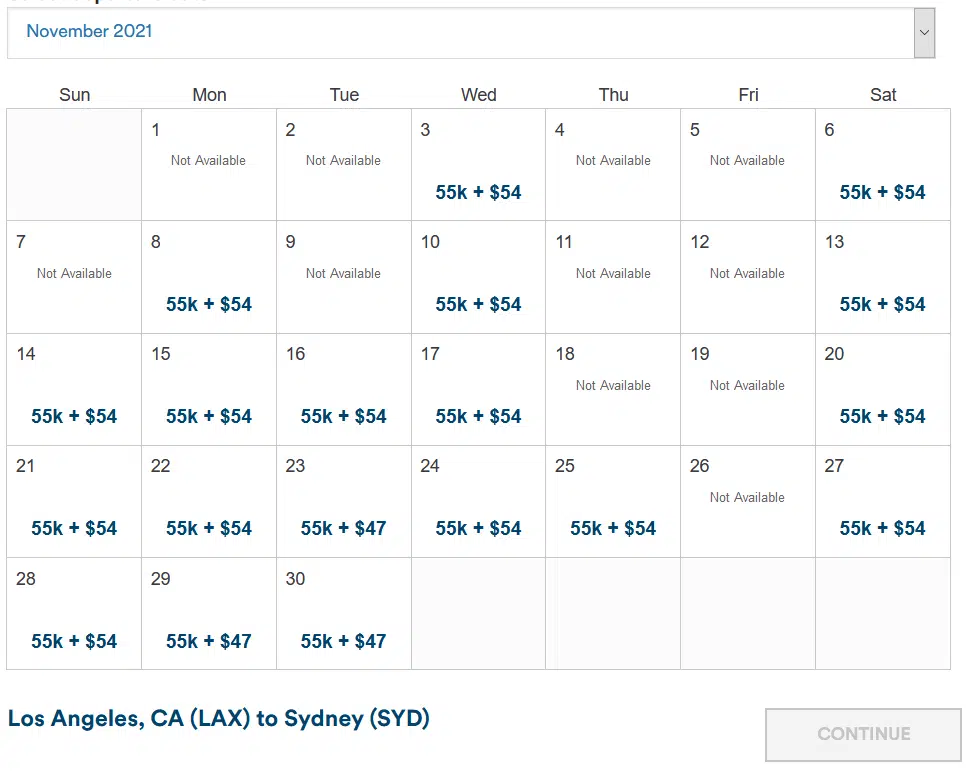 November 2021
Sun Mon Tue Wed Thu Fri Sat
1 2 3 4 5 6
Not Available Not Available Not Available Not Available
55k + $54 55k + $54
7 8 9 10 11 12 13
Not Available Not Available Not Available Not Available
55k + $54 55k + $54 55k + $54
14 15 16 17 18 19 20
Not Available Not Available
55k + $54 55k + $54 55k + $54 55k + $54 55k + $54
21 22 23 24 25 26 27
Not Available
55k + $54 55k + $54 55k + $47 55k + $54 55k + $54 55k + $54
28 29 30
55k + $54 55k + $47 55k + $47
Los Angeles, CA (LAX) to Sydney (SYD)
CONTINUE